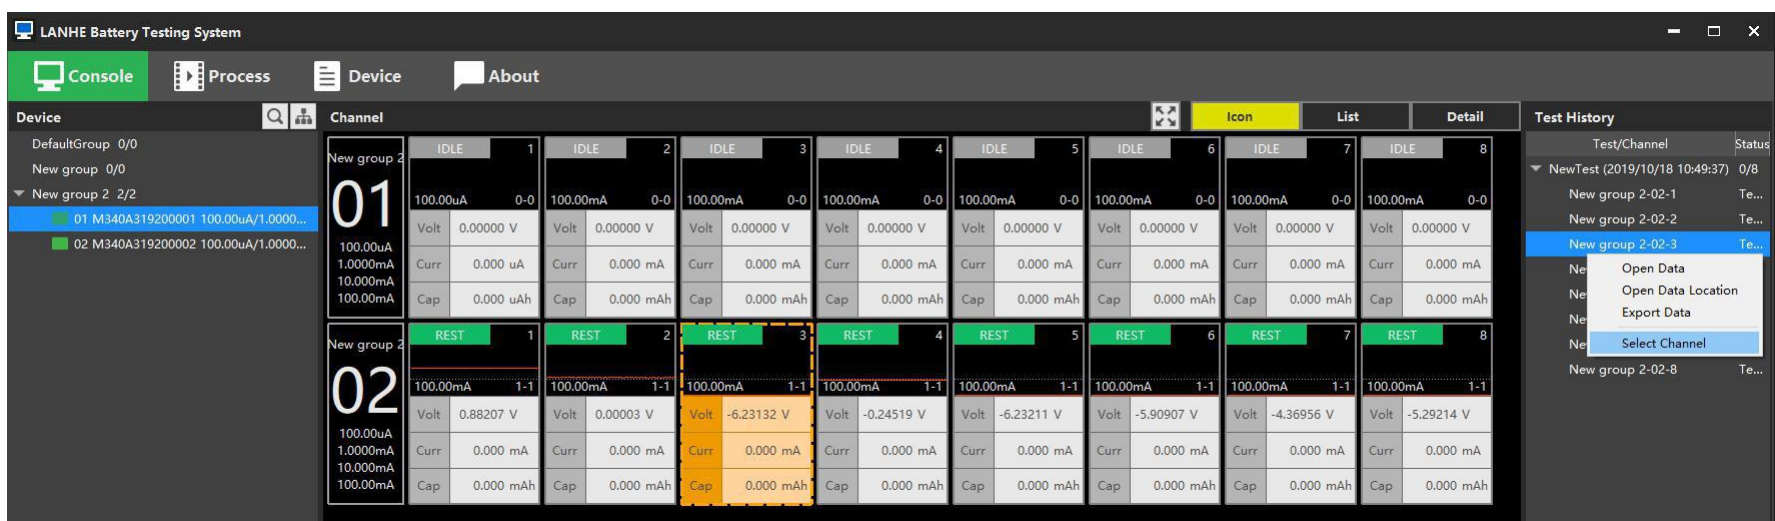 LANHE Battery Testing System
Console Process Device About
Device
DefaultGroup 0/0
New group 0/0
New group 2 2/2
01 M340A319200001 100.00uA/1.0000...
02 M340A319200002 100.00uA/1.0000...
Channel Icon List Detail
New group 2
01
100.00uA
1.0000mA
10.000mA
100.00mA
IDLE 1 IDLE 2 IDLE 3 IDLE 4 IDLE 5 IDLE 6 IDLE 7 IDLE 8
100.00uA 0-0 100.00mA 0-0 100.00mA 0-0 100.00mA 0-0 100.00mA 0-0 100.00mA 0-0 100.00mA 0-0 100.00mA 0-0
Volt 0.00000 V Volt 0.00000 V Volt 0.00000 V Volt 0.00000 V Volt 0.00000 V Volt 0.00000 V Volt 0.00000 V Volt 0.00000 V
Curr 0.000 uA Curr 0.000 mA Curr 0.000 mA Curr 0.000 mA Curr 0.000 mA Curr 0.000 mA Curr 0.000 mA Curr 0.000 mA
Cap 0.000 uAh Cap 0.000 mAh Cap 0.000 mAh Cap 0.000 mAh Cap 0.000 mAh Cap 0.000 mAh Cap 0.000 mAh Cap 0.000 mAh
New group 2
02
100.00uA
1.0000mA
10.000mA
100.00mA
REST 1 REST 2 REST 3 REST 4 REST 5 REST 6 REST 7 REST 8
100.00mA 1-1 100.00mA 1-1 100.00mA 1-1 100.00mA 1-1 100.00mA 1-1 100.00mA 1-1 100.00mA 1-1 100.00mA 1-1
Volt 0.88207 V Volt 0.00003 V Volt -6.23132 V Volt -0.24519 V Volt -6.23211 V Volt -5.90907 V Volt -4.36956 V Volt -5.29214 V
Curr 0.000 mA Curr 0.000 mA Curr 0.000 mA Curr 0.000 mA Curr 0.000 mA Curr 0.000 mA Curr 0.000 mA Curr 0.000 mA
Cap 0.000 mAh Cap 0.000 mAh Cap 0.000 mAh Cap 0.000 mAh Cap 0.000 mAh Cap 0.000 mAh Cap 0.000 mAh Cap 0.000 mAh
Test History
Test/Channel Status
NewTest (2019/10/18 10:49:37) 0/8
New group 2-02-1 Te...
New group 2-02-2 Te...
New group 2-02-3 Te...
Open Data
Open Data Location
Export Data
Select Channel
New group 2-02-8 Te...